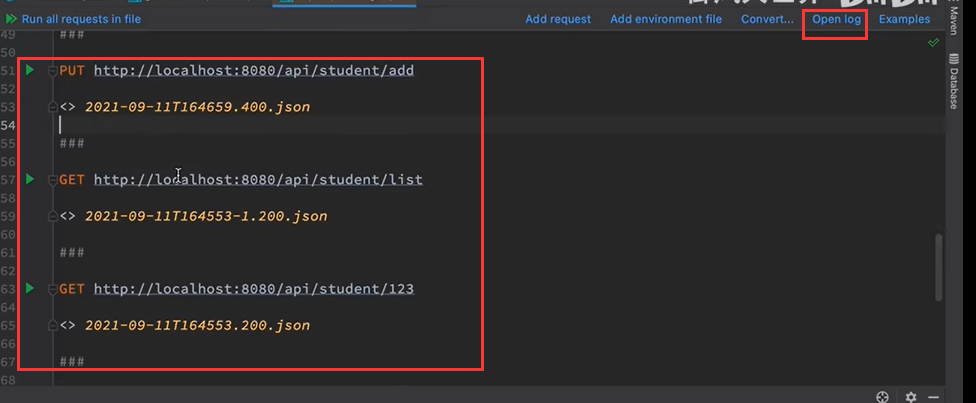 Run all requests in file
Add request
Add environment file
Convert...
Open log
Examples
49 ###
50
51 PUT http://localhost:8080/api/student/add
52
53 <> 2021-09-11T164659.400.json
54
55 ###
56
57 GET http://localhost:8080/api/student/list
58
59 <> 2021-09-11T164553-1.200.json
60
61 ###
62
63 GET http://localhost:8080/api/student/123
64
65 <> 2021-09-11T164553.200.json
66
67 ###
68
Maven
Database